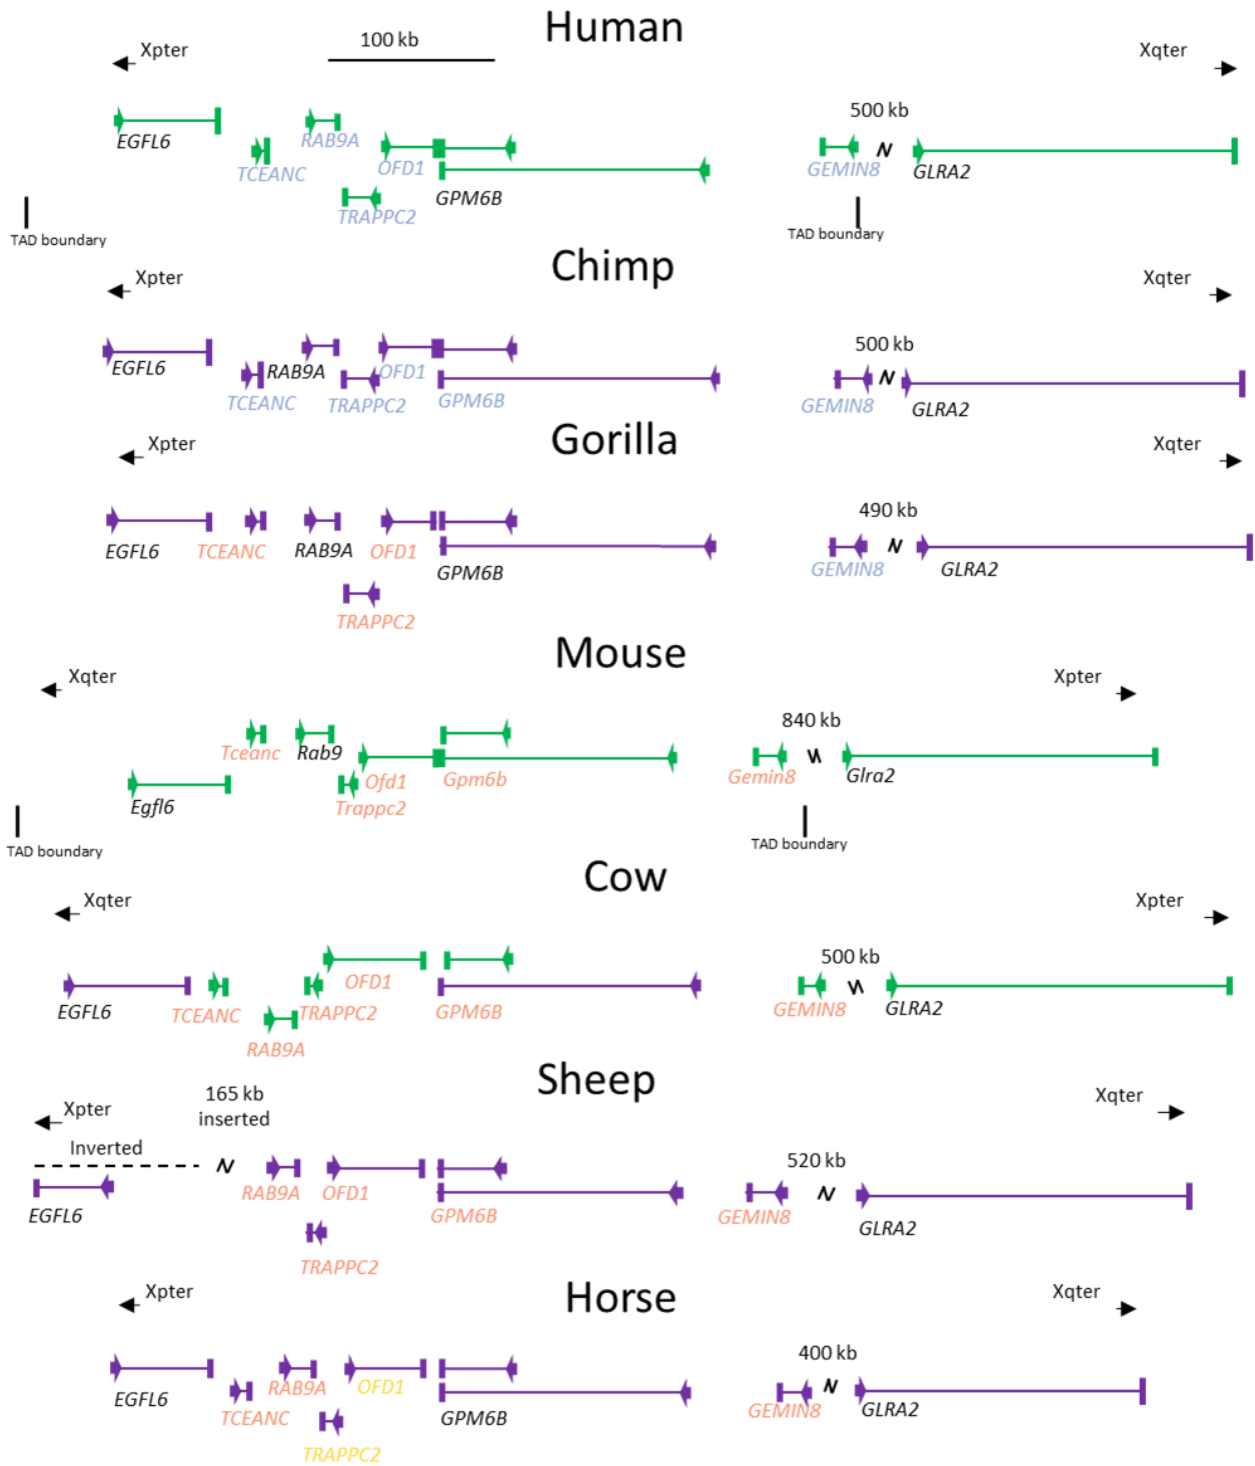 Human
Xpter
100 kb
Xqter
500 kb
EGFL6
RAB9A
TCEANC
OFD1
GEMIN8
GLRA2
GPM6B
TRAPPC2
TAD boundary
TAD boundary
Chimp
Xpter
Xqter
500 kb
EGFL6
RAB9A
OFD1
TCEANC
TRAPPC2
GPM6B
GEMIN8
GLRA2
Gorilla
Xpter
Xqter
490 kb
EGFL6
TCEANC
RAB9A
OFD1
GPM6B
GEMIN8
GLRA2
TRAPPC2
Mouse
Xqter
Xpter
840 kb
Tceanc
Rab9
Ofd1
Gpm6b
Gemin8
Glra2
Egfl6
Trappc2
TAD boundary
TAD boundary
Cow
Xqter
Xpter
500 kb
OFD1
EGFL6
TCEANC
TRAPPC2
GPM6B
GEMIN8
GLRA2
RAB9A
Sheep
165 kb
inserted
Xpter
Xqter
Inverted
520 kb
RAB9A
OFD1
EGFL6
GPM6B
GEMIN8
GLRA2
TRAPPC2
Horse
Xpter
Xqter
400 kb
EGFL6
RAB9A
OFD1
TCEANC
GPM6B
GEMIN8
GLRA2
TRAPPC2